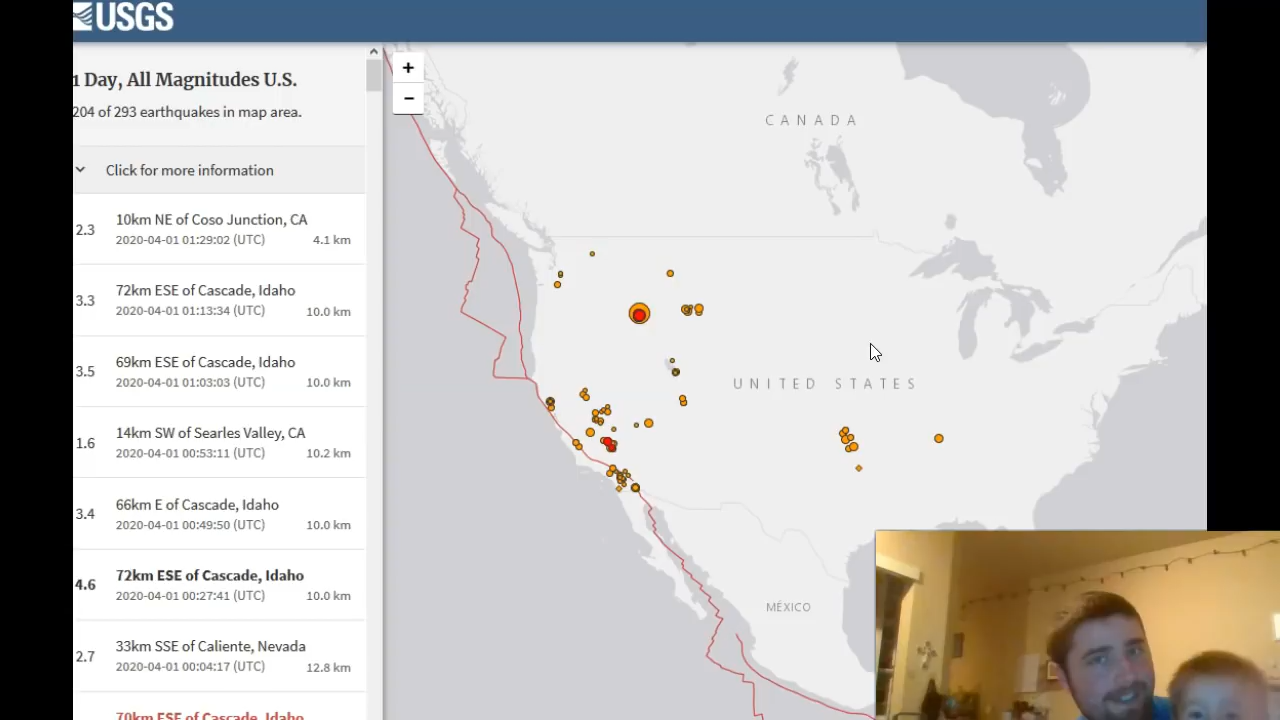 USGS
1 Day, All Magnitudes U.S.
204 of 293 earthquakes in map area.
Click for more information
2.3
10km NE of Coso Junction, CA
2020-04-01 01:29:02 (UTC) 4.1 km
3.3
72km ESE of Cascade, Idaho
2020-04-01 01:13:34 (UTC) 10.0 km
3.5
69km ESE of Cascade, Idaho
2020-04-01 01:03:03 (UTC) 10.0 km
1.6
14km SW of Searles Valley, CA
2020-04-01 00:53:11 (UTC) 10.2 km
3.4
66km E of Cascade, Idaho
2020-04-01 00:49:50 (UTC) 10.0 km
4.6
72km ESE of Cascade, Idaho
2020-04-01 00:27:41 (UTC) 10.0 km
2.7
33km SSE of Caliente, Nevada
2020-04-01 00:04:17 (UTC) 12.8 km
70km ESE of Cascade, Idaho
+
−
CANADA
UNITED STATES
MÉXICO